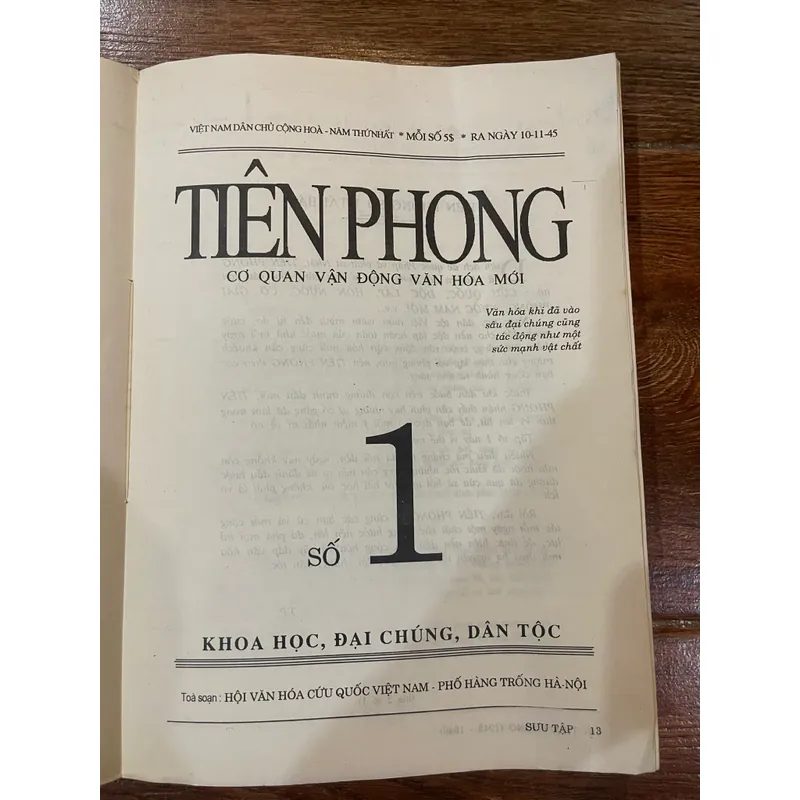 VIỆT NAM DÂN CHỦ CỘNG HOÀ - NĂM THỨ NHẤT * MỖI SỐ 5$ * RA NGÀY 10-11-45
TIÊN PHONG
CƠ QUAN VẬN ĐỘNG VĂN HÓA MỚI
Văn hóa khi đã vào
sâu đại chúng cũng
tác động như một
sức mạnh vật chất
SỐ 1
KHOA HỌC, ĐẠI CHÚNG, DÂN TỘC
Toà soạn : HỘI VĂN HÓA CỨU QUỐC VIỆT NAM - PHỐ HÀNG TRỐNG HÀ-NỘI
SƯU TẬP 13